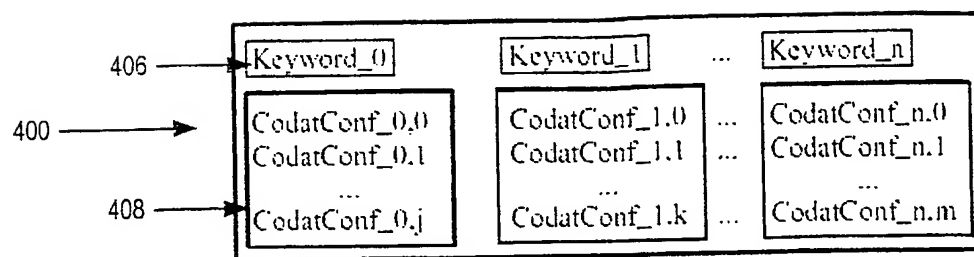 406 Keyword_0 Keyword_1 ... Keyword_n
CodatConf_0.0 CodatConf_1.0 ... CodatConf_n.0
400
CodatConf_0.1 CodatConf_1.1 ... CodatConf_n.1
... ... ...
408 CodatConf_0.j CodatConf_1.k ... CodatConf_n.m